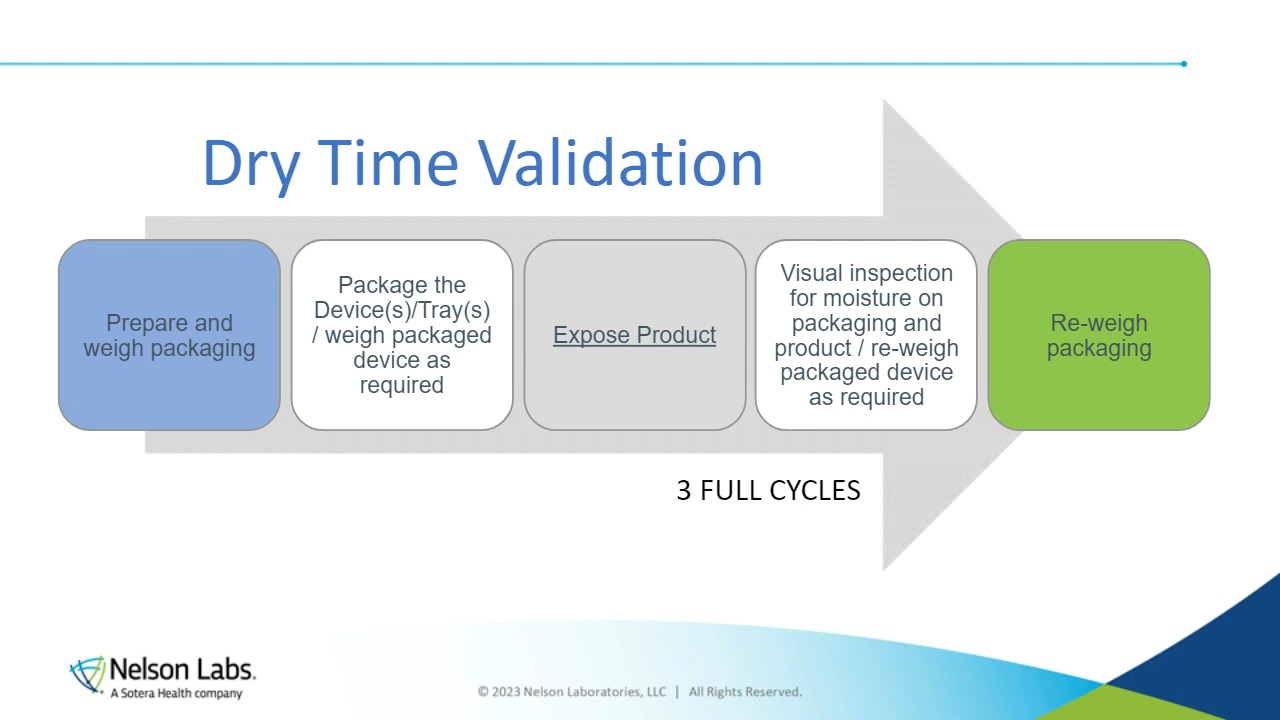 Dry Time Validation
Prepare and
weigh packaging
Package the
Device(s)/Tray(s)
/ weigh packaged
device as
required
Expose Product
Visual inspection
for moisture on
packaging and
product / re-weigh
packaged device
as required
Re-weigh
packaging
3 FULL CYCLES
Nelson Labs.
A Sotera Health company
© 2023 Nelson Laboratories, LLC | All Rights Reserved.